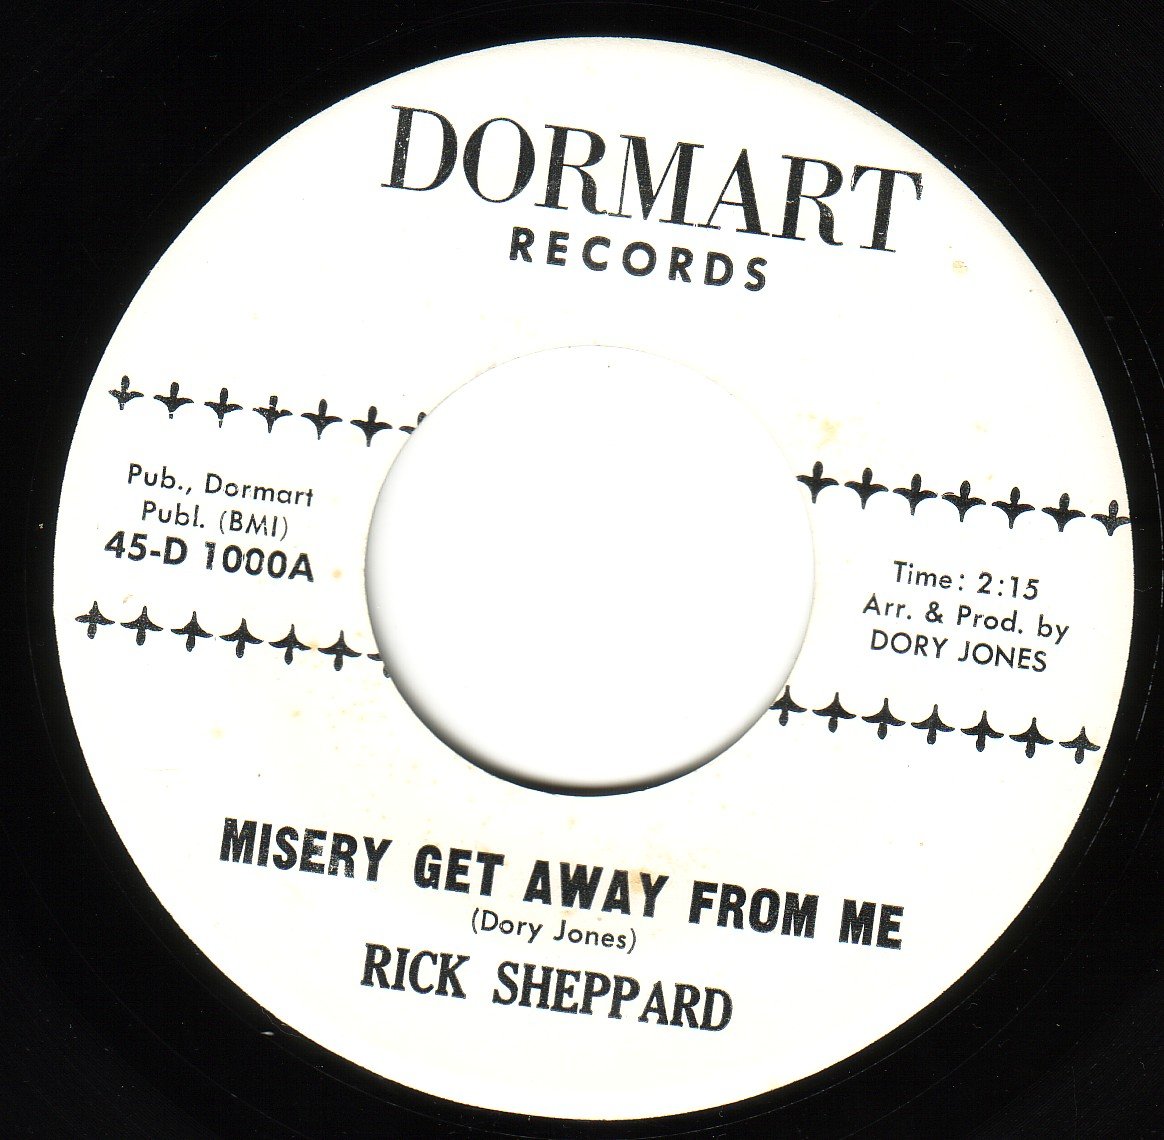 DORMART
RECORDS
Pub., Dormart
Publ. (BMI)
45-D 1000A
Time: 2:15
Arr. & Prod. by
DORY JONES
MISERY GET AWAY FROM ME
(Dory Jones)
RICK SHEPPARD